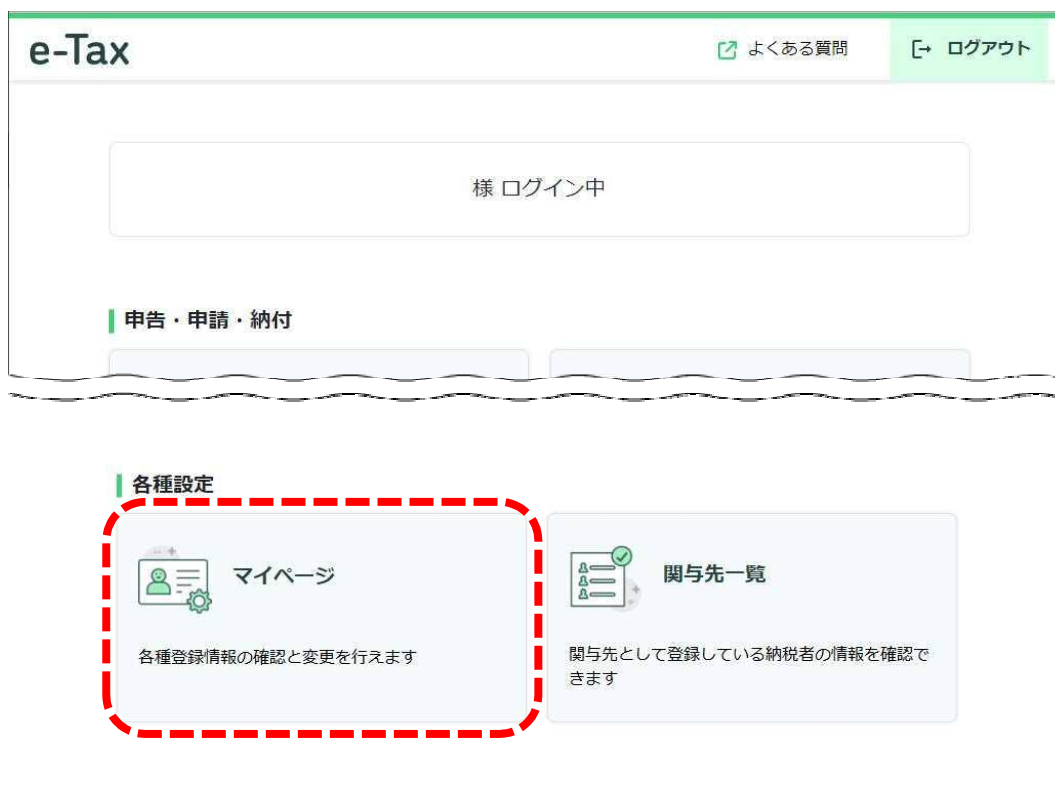 e-Tax
よくある質問
ログアウト
様 ログイン中
申告・申請・納付
各種設定
マイページ
各種登録情報の確認と変更を行えます
関与先一覧
関与先として登録している納税者の情報を確認で
きます